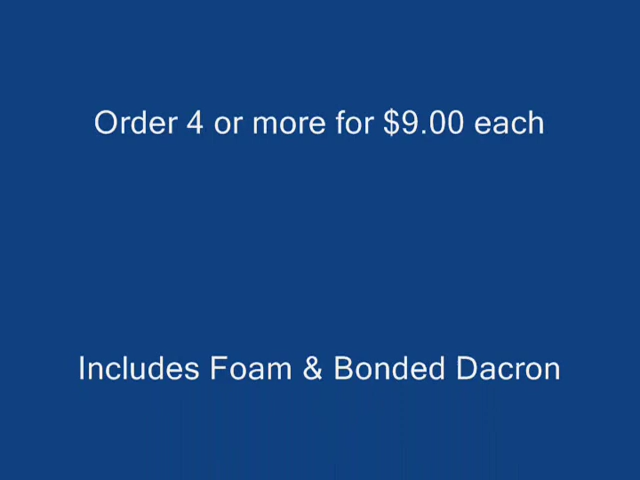 Order 4 or more for $9.00 each
Includes Foam & Bonded Dacron